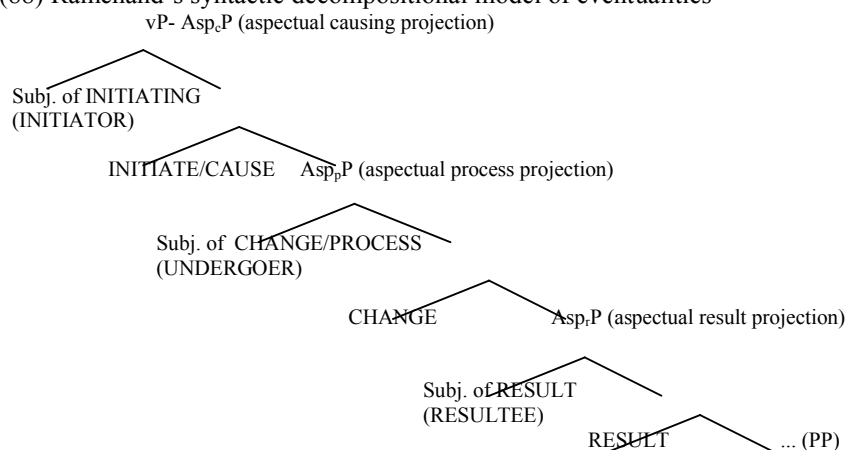 (68) Ramchand's syntactic decompositional model of eventualities
vP- AspcP (aspectual causing projection)
Subj. of INITIATING
(INITIATOR)
INITIATE/CAUSE AsppP (aspectual process projection)
Subj. of CHANGE/PROCESS
(UNDERGOER)
CHANGE AsprP (aspectual result projection)
Subj. of RESULT
(RESULTEE)
RESULT ... (PP)